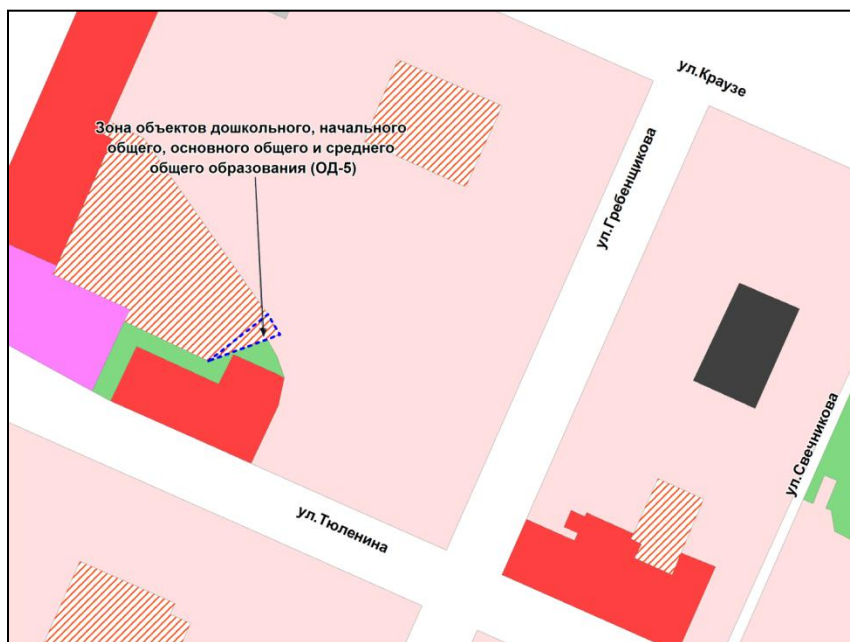 ул.Краузе
Зона объектов дошкольного, начального
общего, основного общего и среднего
общего образования (ОД-5)
ул.Гребенщикова
ул.Свечникова
ул.Тюленина